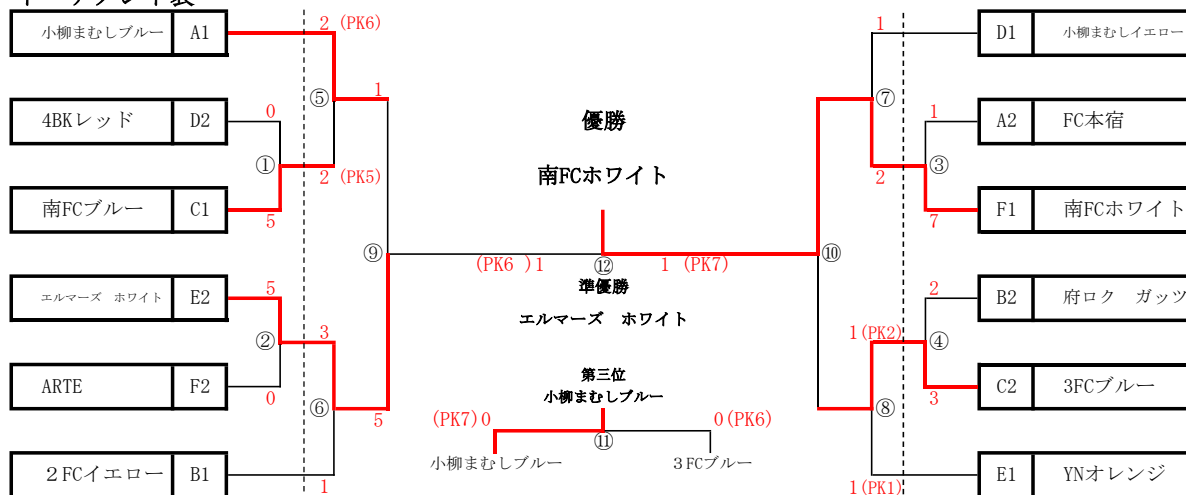 小柳まむしブルー A1
2 (PK6)
1
D1 小柳まむしイエロー
⑤
1
⑦
4BKレッド D2
0
優勝
1
A2 FC本宿
①
③
2 (PK5)
南FCホワイト
2
南FCブルー C1
5
7
F1 南FCホワイト
⑨
⑩
(PK6 )1
⑫
1 (PK7)
エルマーズ ホワイト E2
5
準優勝
2
B2 府ロク ガッツ
3
エルマーズ ホワイト
1(PK2)
②
④
ARTE F2
0
第三位
小柳まむしブルー
3
C2 3FCブルー
⑥
5
(PK7)0
⑪
0(PK6)
⑧
小柳まむしブルー
3FCブルー
2FCイエロー B1
1
1(PK1)
E1 YNオレンジ